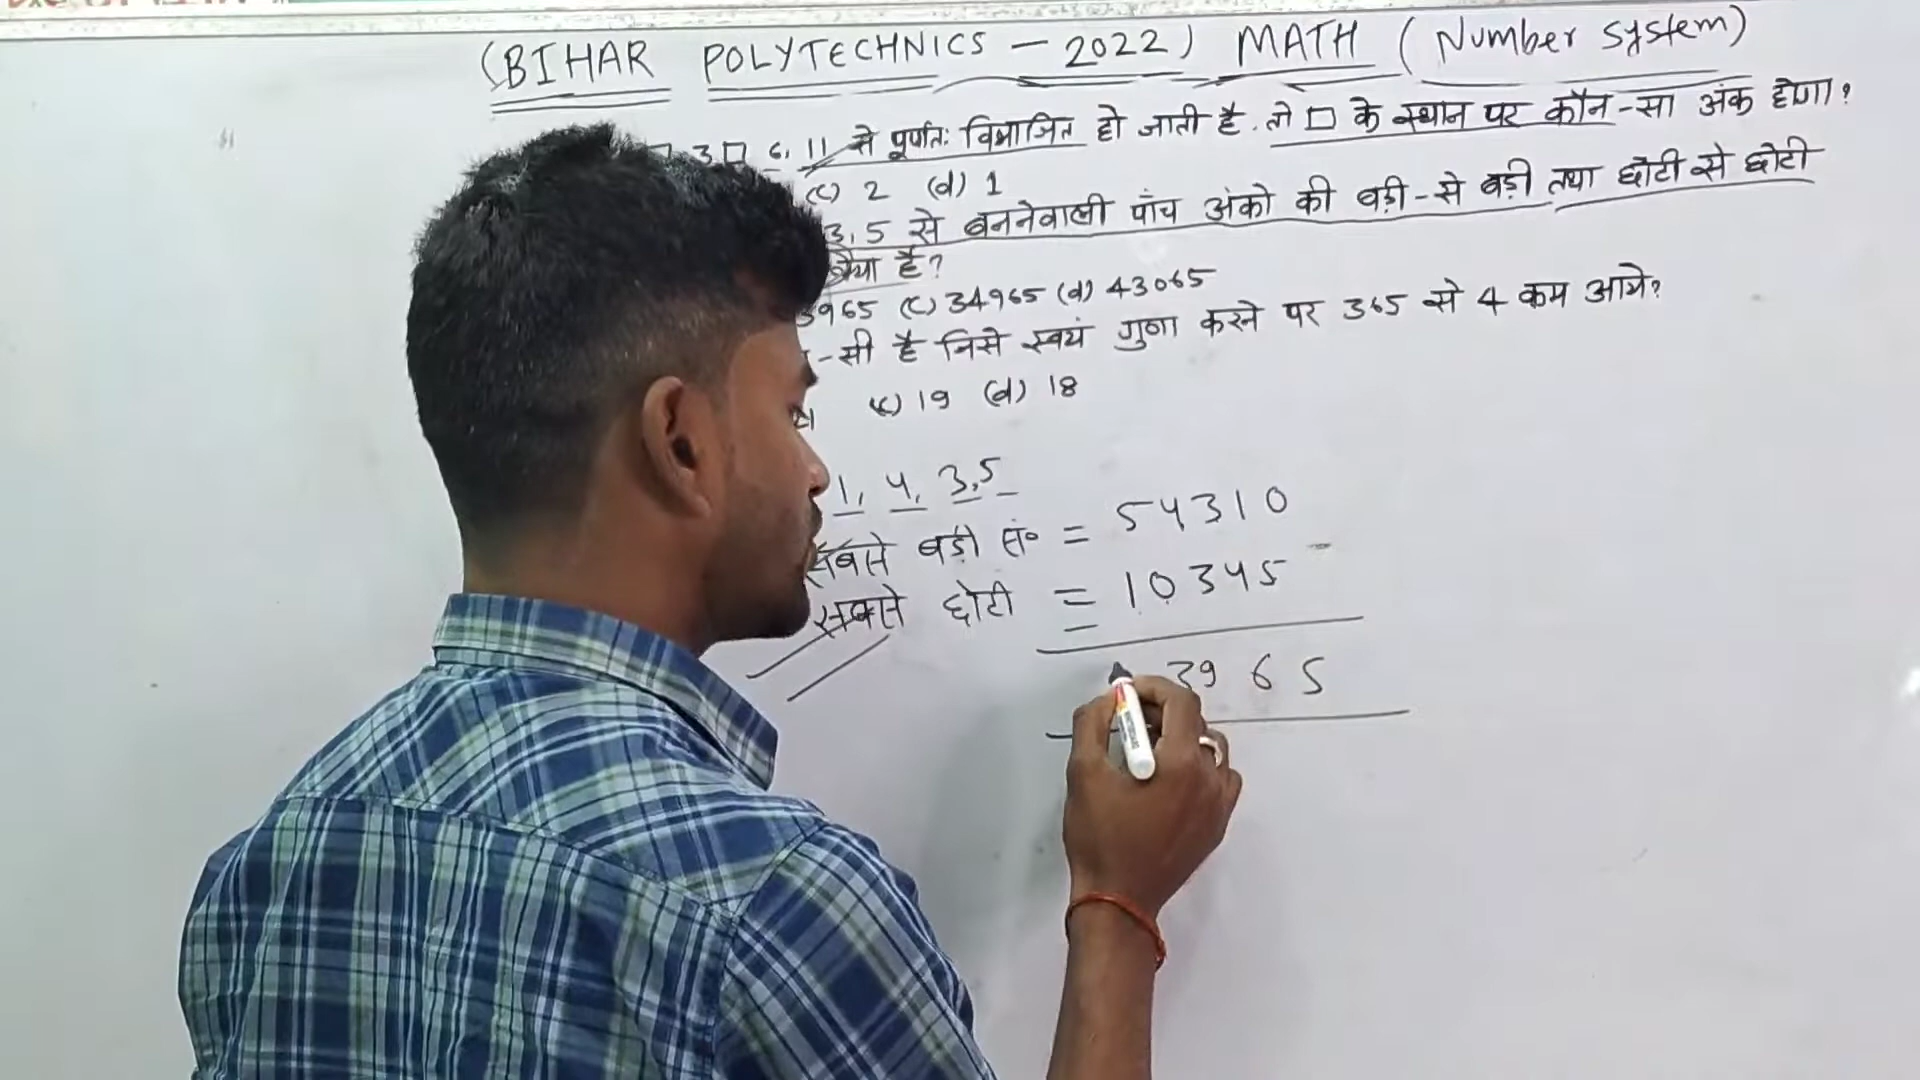 (BIHAR POLYTECHNICS – 2022) MATH (Number system)
3□ 6, 11 से पूर्णतः विभाजित हो जाती है. तो □ के स्थान पर कौन-सा अंक होगा?
(c) 2 (d) 1
3, 5 से बननेवाली पांच अंको की बड़ी-से बड़ी तथा छोटी से छोटी
क्या है?
3965 (c) 34965 (d) 43065
-सी है जिसे स्वयं गुणा करने पर 365 से 4 कम आये?
(c) 19 (d) 18
1, 4, 3, 5
सबसे बड़ी सं० = 54310
सबसे छोटी = 10345
3965